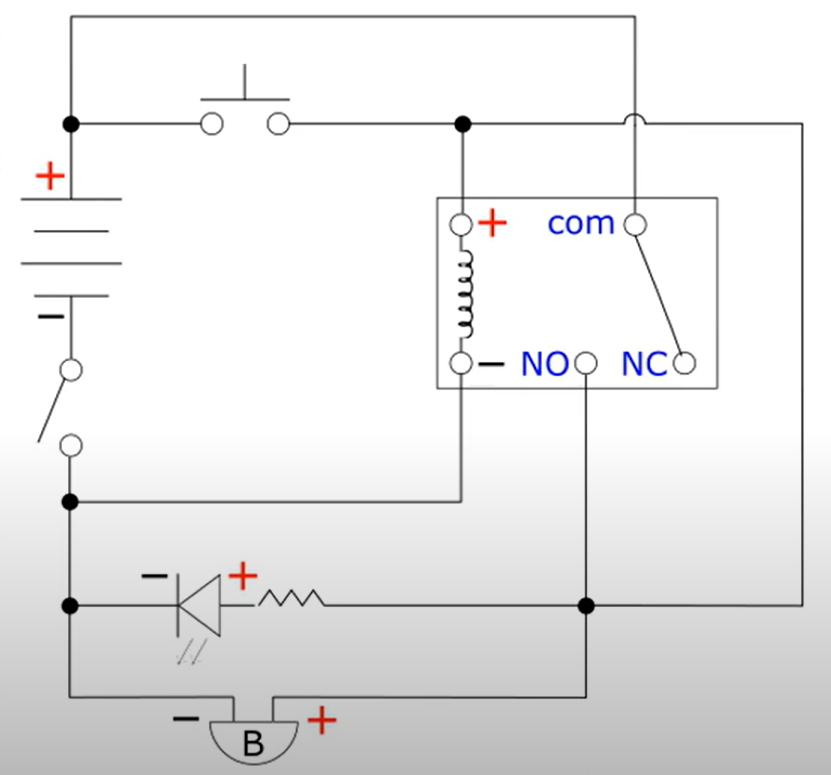 +
+ com
−
− NO NC
− +
− +
B